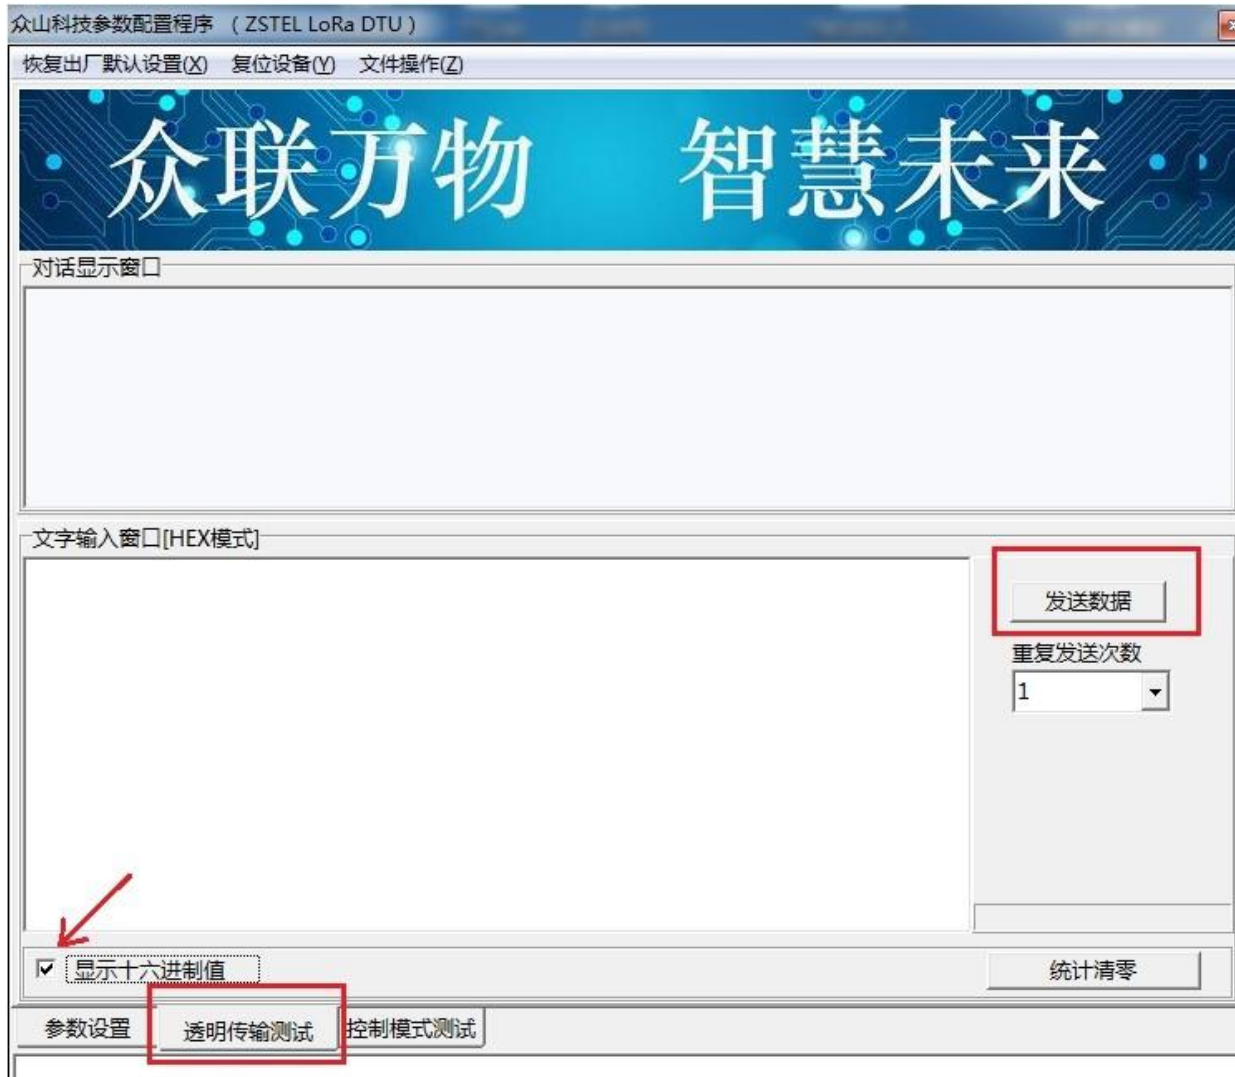 众山科技参数配置程序 （ZSTEL LoRa DTU）
恢复出厂默认设置(X) 复位设备(Y) 文件操作(Z)
众联万物 智慧未来
对话显示窗口
文字输入窗口[HEX模式]
发送数据
重复发送次数
1
显示十六进制值
统计清零
参数设置 透明传输测试 控制模式测试